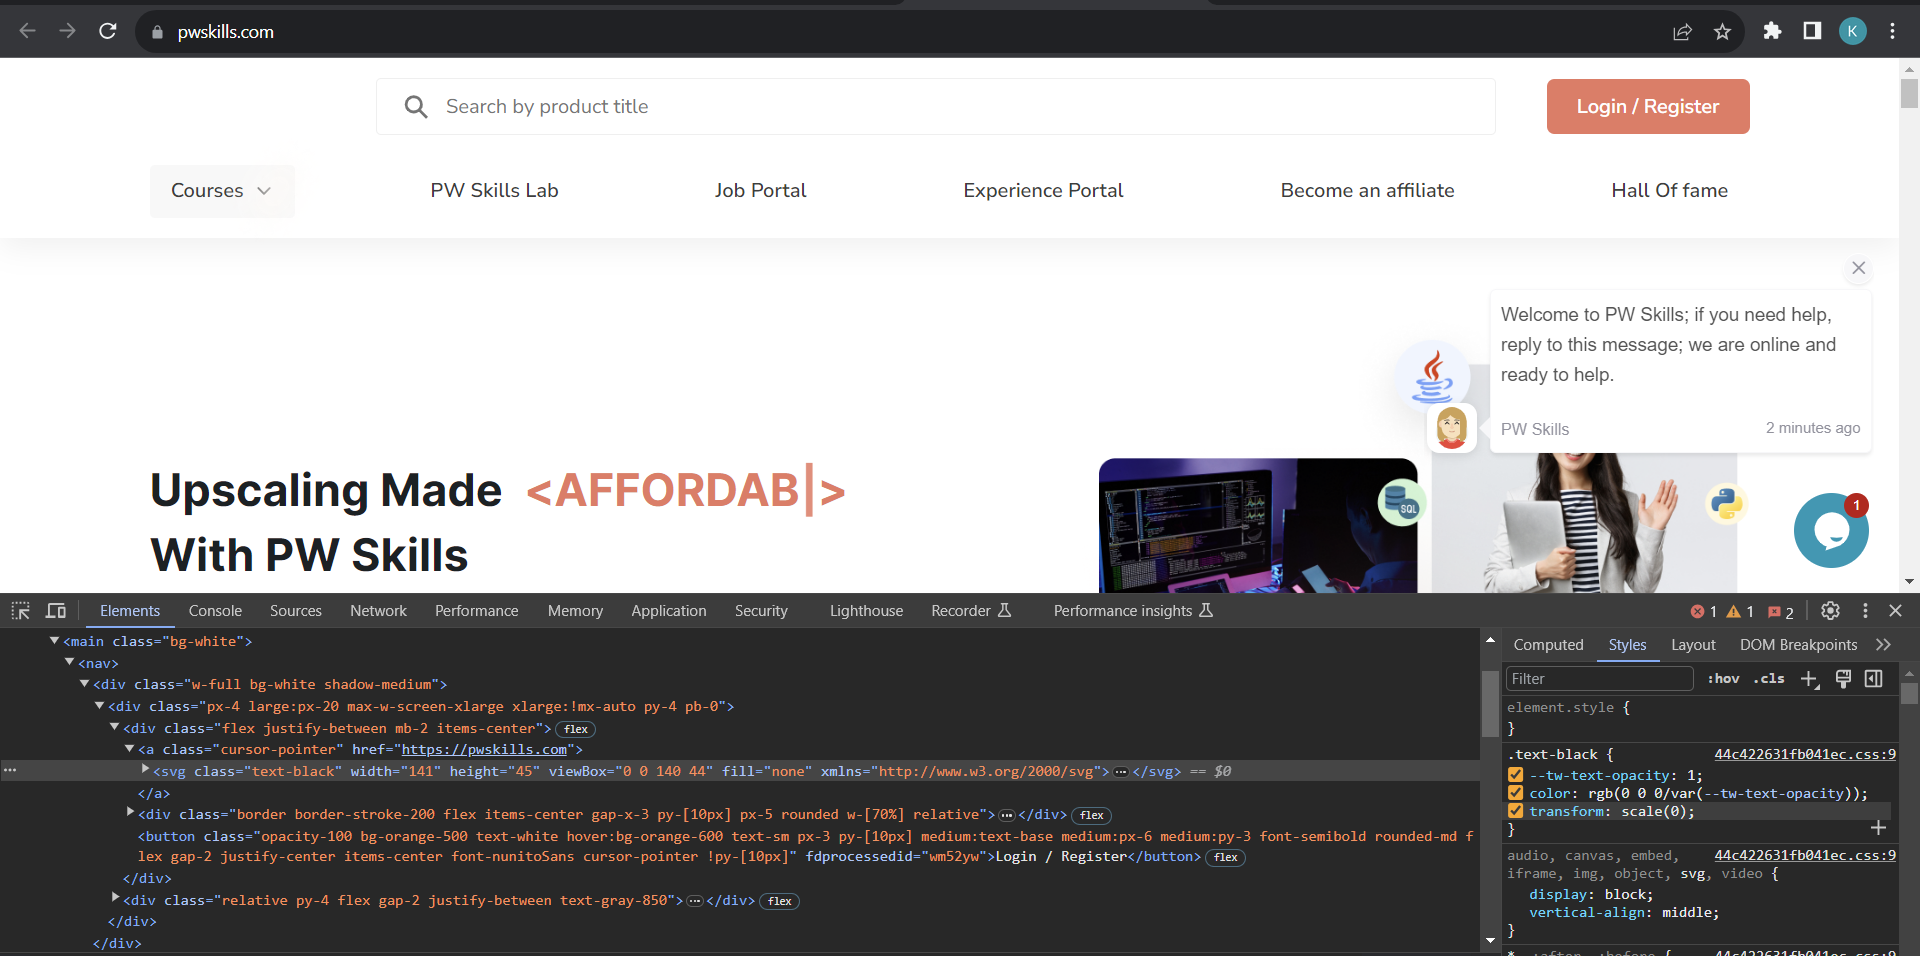 pwskills.com
K
Search by product title
Login / Register
Courses
PW Skills Lab
Job Portal
Experience Portal
Become an affiliate
Hall Of fame
Welcome to PW Skills; if you need help,
reply to this message; we are online and
ready to help.
PW Skills
2 minutes ago
Upscaling Made <AFFORDAB|>
With PW Skills
SQL
1
Elements Console Sources Network Performance Memory Application Security Lighthouse Recorder Performance insights 1 1 2
<main class="bg-white">
<nav>
<div class="w-full bg-white shadow-medium">
<div class="px-4 large:px-20 max-w-screen-xlarge xlarge:!mx-auto py-4 pb-0">
<div class="flex justify-between mb-2 items-center"> flex
<a class="cursor-pointer" href="https://pwskills.com">
… <svg class="text-black" width="141" height="45" viewBox="0 0 140 44" fill="none" xmlns="http://www.w3.org/2000/svg">…</svg> == $0
</a>
<div class="border border-stroke-200 flex items-center gap-x-3 py-[10px] px-5 rounded w-[70%] relative">…</div> flex
<button class="opacity-100 bg-orange-500 text-white hover:bg-orange-600 text-sm px-3 py-[10px] medium:text-base medium:px-6 medium:py-3 font-semibold rounded-md f
lex gap-2 justify-center items-center font-nunitoSans cursor-pointer !py-[10px]" fdprocessedid="wm52yw">Login / Register</button> flex
</div>
<div class="relative py-4 flex gap-2 justify-between text-gray-850">…</div> flex
</div>
</div>
Computed Styles Layout DOM Breakpoints
Filter :hov .cls
element.style {
}
.text-black { 44c422631fb041ec.css:9
--tw-text-opacity: 1;
color: rgb(0 0 0/var(--tw-text-opacity));
transform: scale(0);
}
audio, canvas, embed, 44c422631fb041ec.css:9
iframe, img, object, svg, video {
display: block;
vertical-align: middle;
}
*, :after, :before { 44c422631fb041ec.css:9